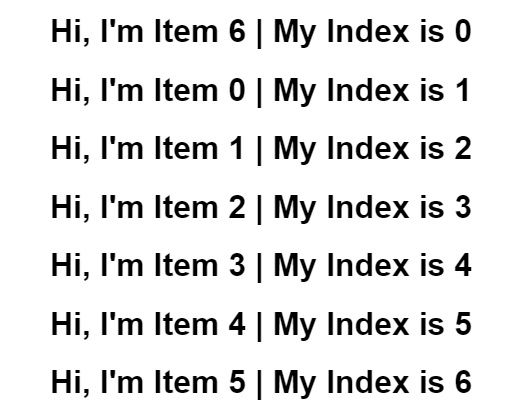 Hi, I'm Item 6 | My Index is 0
Hi, I'm Item 0 | My Index is 1
Hi, I'm Item 1 | My Index is 2
Hi, I'm Item 2 | My Index is 3
Hi, I'm Item 3 | My Index is 4
Hi, I'm Item 4 | My Index is 5
Hi, I'm Item 5 | My Index is 6